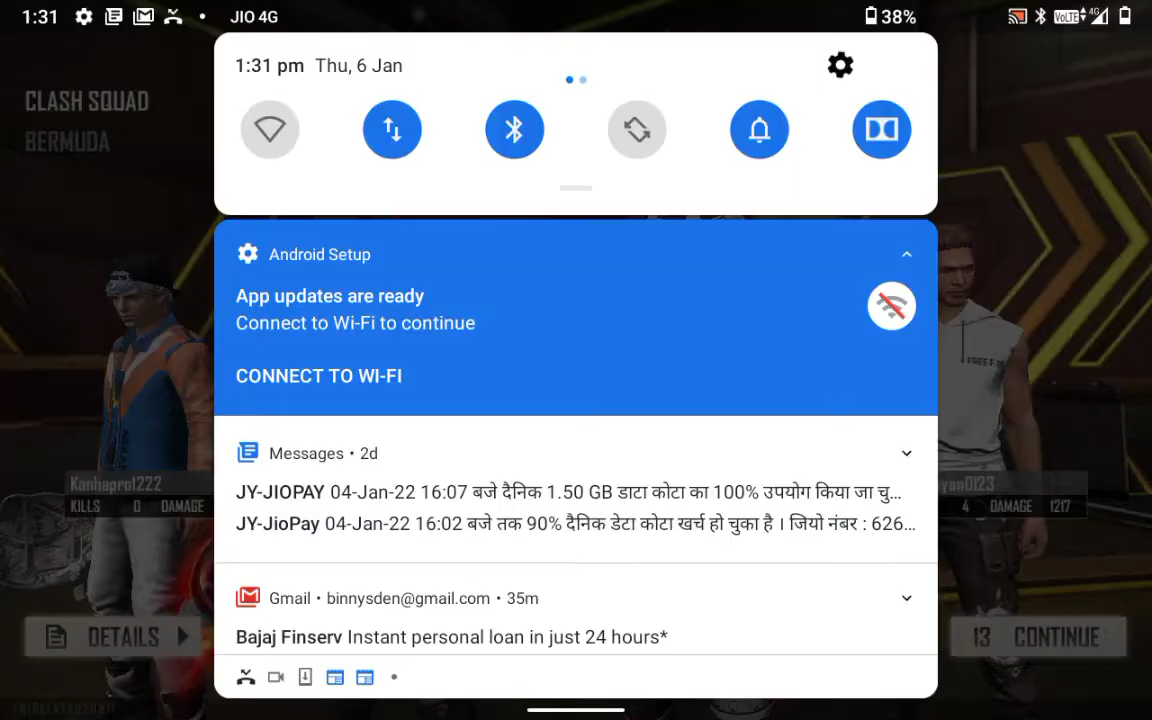 1:31 JIO 4G 38% VoLTE 4G
1:31 pm Thu, 6 Jan
CLASH SQUAD
BERMUDA
Android Setup
App updates are ready
Connect to Wi-Fi to continue
CONNECT TO WI-FI
Messages • 2d
JY-JIOPAY 04-Jan-22 16:07 बजे दैनिक 1.50 GB डाटा कोटा का 100% उपयोग किया जा चु...
JY-JioPay 04-Jan-22 16:02 बजे तक 90% दैनिक डेटा कोटा खर्च हो चुका है । जियो नंबर : 626...
Kanhapro1222
KILLS 0 DAMAGE
yan0123
4 DAMAGE 1217
FREE F
Gmail • binnysden@gmail.com • 35m
Bajaj Finserv Instant personal loan in just 24 hours*
DETAILS
13 CONTINUE